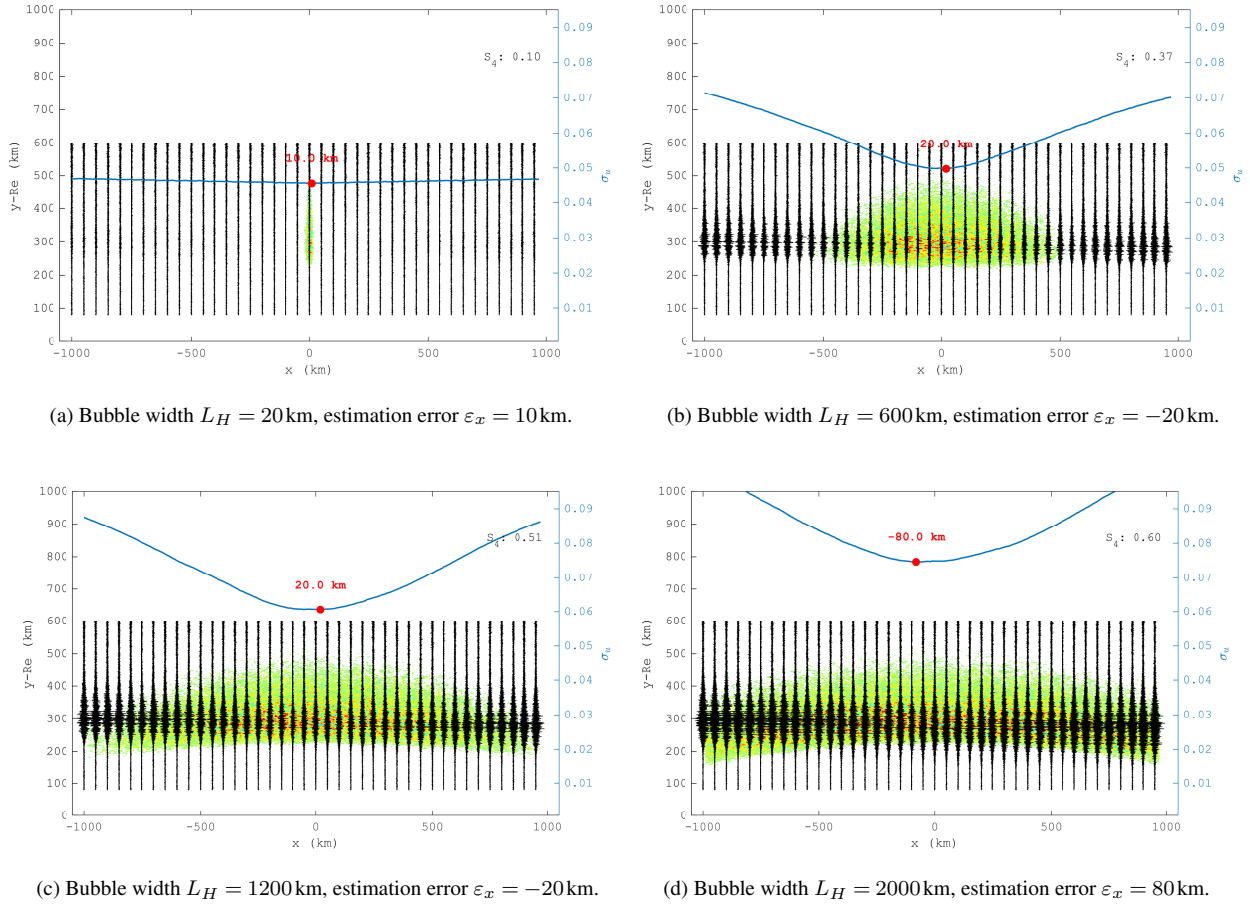 1000
900
800
700
600
500
400
300
200
100
0
y-Re (km)
0.09
0.08
0.07
0.06
0.05
0.04
0.03
0.02
0.01
σu
S4: 0.10
10.0 km
-1000 -500 0 500 1000
x (km)
(a) Bubble width LH = 20 km, estimation error εx = 10 km.
1000
900
800
700
600
500
400
300
200
100
0
y-Re (km)
0.09
0.08
0.07
0.06
0.05
0.04
0.03
0.02
0.01
σu
S4: 0.37
20.0 km
-1000 -500 0 500 1000
x (km)
(b) Bubble width LH = 600 km, estimation error εx = −20 km.
1000
900
800
700
600
500
400
300
200
100
0
y-Re (km)
0.09
0.08
0.07
0.06
0.05
0.04
0.03
0.02
0.01
σu
S4: 0.51
20.0 km
-1000 -500 0 500 1000
x (km)
(c) Bubble width LH = 1200 km, estimation error εx = −20 km.
1000
900
800
700
600
500
400
300
200
100
0
y-Re (km)
0.09
0.08
0.07
0.06
0.05
0.04
0.03
0.02
0.01
σu
S4: 0.60
-80.0 km
-1000 -500 0 500 1000
x (km)
(d) Bubble width LH = 2000 km, estimation error εx = 80 km.